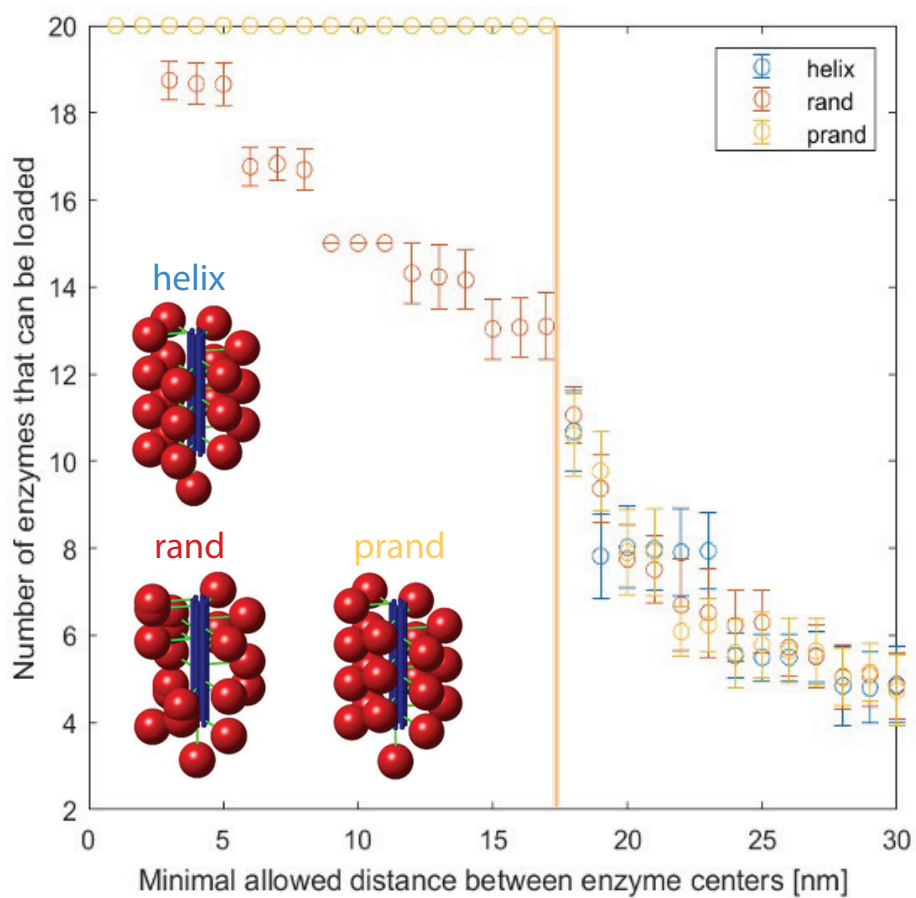 20
18
16
14
12
10
8
6
4
2
Number of enzymes that can be loaded
helix
rand
prand
helix
rand
prand
0 5 10 15 20 25 30
Minimal allowed distance between enzyme centers [nm]